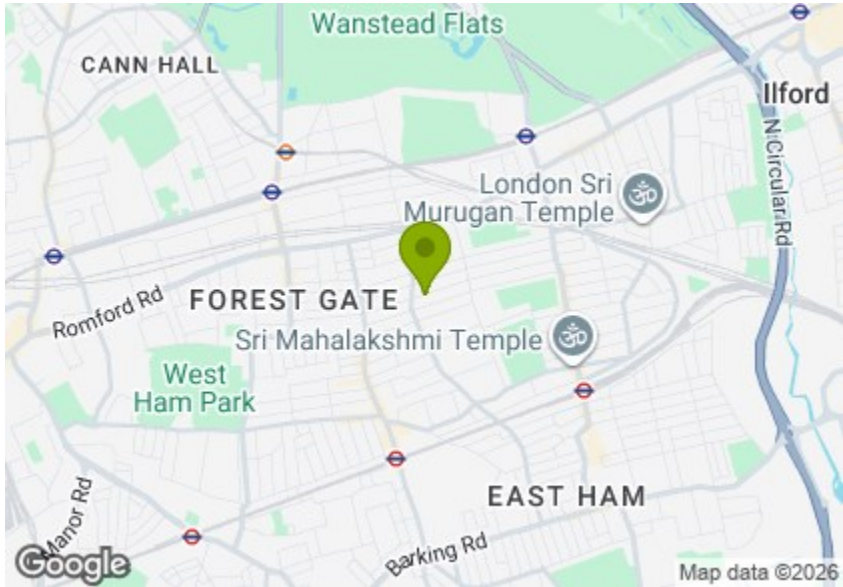 Wanstead Flats
CANN HALL
Ilford
N Circular Rd
London Sri
Murugan Temple
FOREST GATE
Romford Rd
Sri Mahalakshmi Temple
West
Ham Park
EAST HAM
Manor Rd
Barking Rd
Google
Map data ©2026